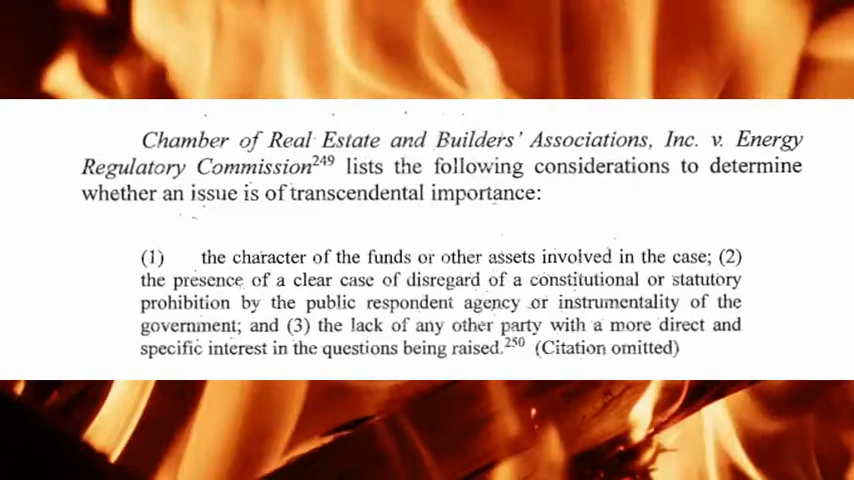 Chamber of Real Estate and Builders' Associations, Inc. v. Energy
Regulatory Commission249 lists the following considerations to determine
whether an issue is of transcendental importance:
(1) the character of the funds or other assets involved in the case; (2)
the presence of a clear case of disregard of a constitutional or statutory
prohibition by the public respondent agency or instrumentality of the
government; and (3) the lack of any other party with a more direct and
specific interest in the questions being raised.250 (Citation omitted)